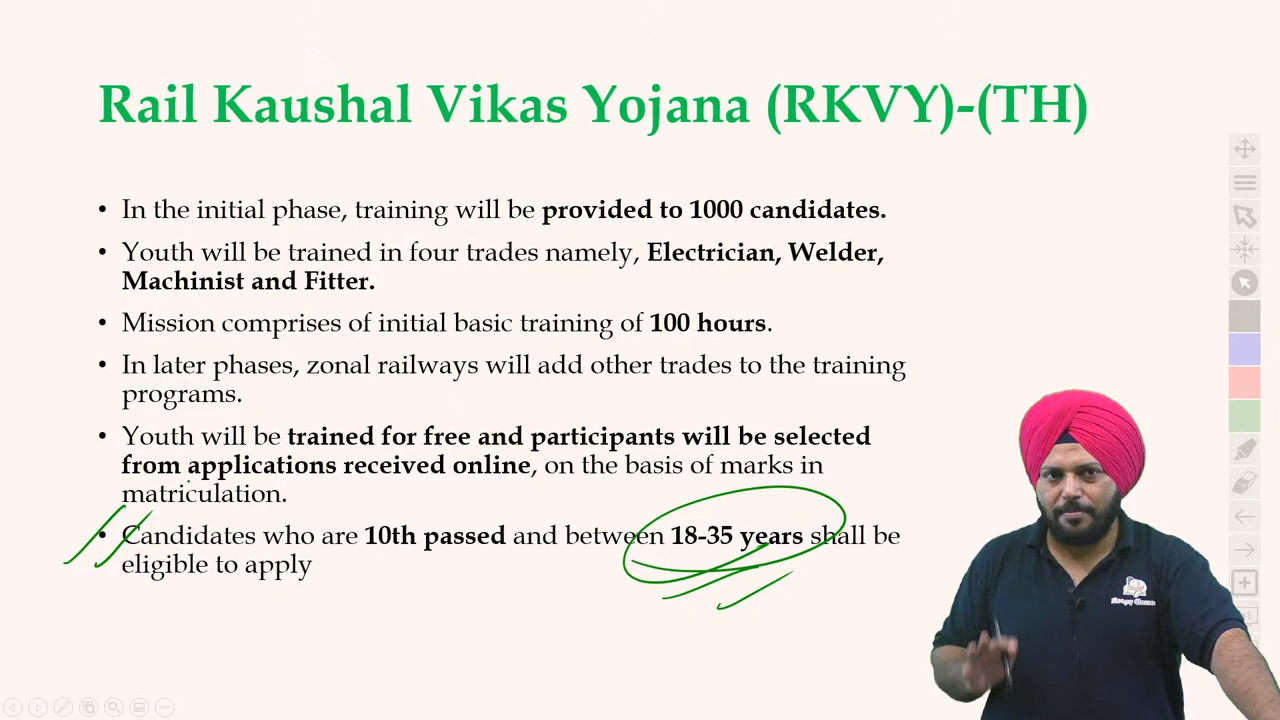 Rail Kaushal Vikas Yojana (RKVY)-(TH)
• In the initial phase, training will be provided to 1000 candidates.
• Youth will be trained in four trades namely, Electrician, Welder,
Machinist and Fitter.
• Mission comprises of initial basic training of 100 hours.
• In later phases, zonal railways will add other trades to the training
programs.
• Youth will be trained for free and participants will be selected
from applications received online, on the basis of marks in
matriculation.
• Candidates who are 10th passed and between 18-35 years shall be
eligible to apply